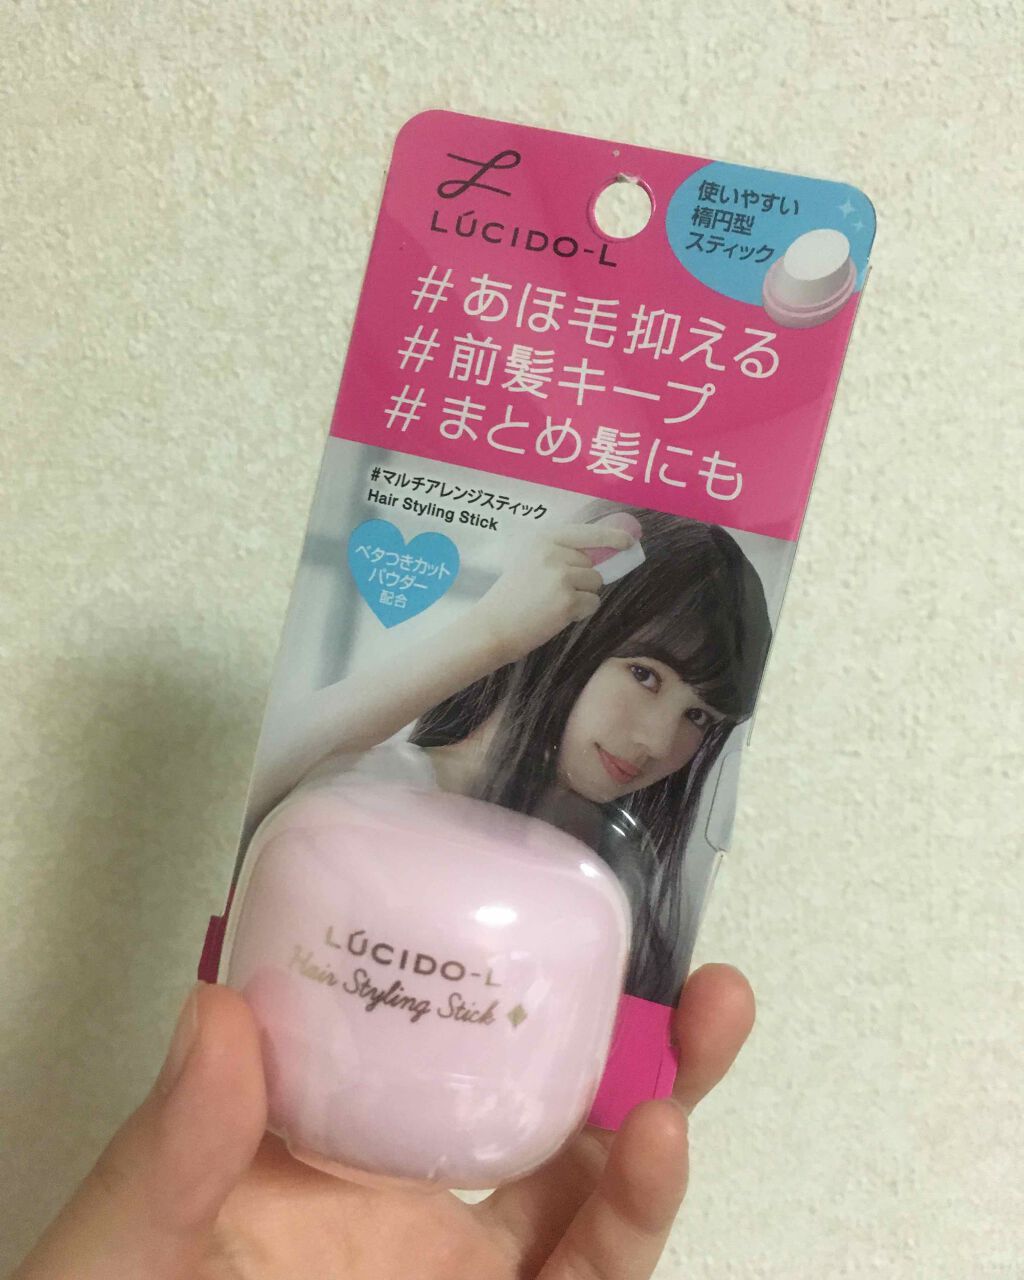 LÚCIDO-L
使いやすい
楕円型
スティック
#あほ毛抑える
#前髪キープ
#まとめ髪にも
#マルチアレンジスティック
Hair Styling Stick
ベタつきカット
パウダー
配合
LÚCIDO-L
Hair Styling Stick